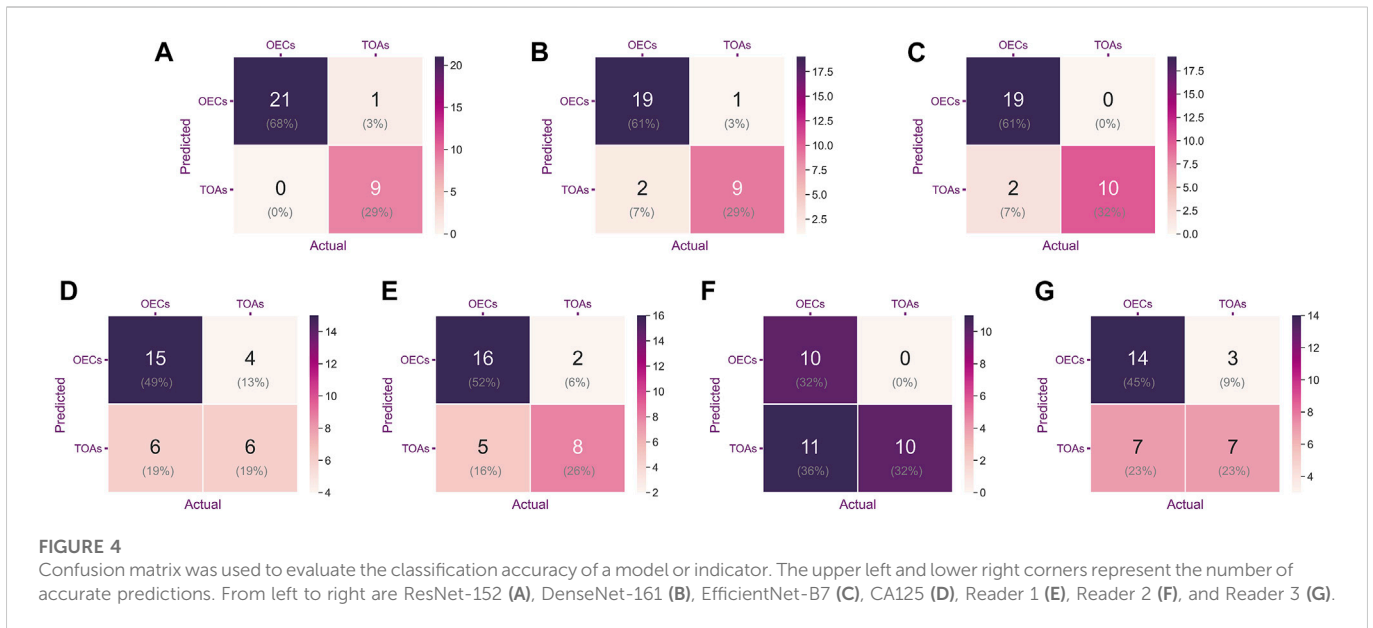 A
OECs TOAs
Predicted
OECs 21 (68%) 1 (3%)
TOAs 0 (0%) 9 (29%)
Actual
20
15
10
5
0
B
OECs TOAs
Predicted
OECs 19 (61%) 1 (3%)
TOAs 2 (7%) 9 (29%)
Actual
17.5
15.0
12.5
10.0
7.5
5.0
2.5
C
OECs TOAs
Predicted
OECs 19 (61%) 0 (0%)
TOAs 2 (7%) 10 (32%)
Actual
17.5
15.0
12.5
10.0
7.5
5.0
2.5
0.0
D
OECs TOAs
Predicted
OECs 15 (49%) 4 (13%)
TOAs 6 (19%) 6 (19%)
Actual
14
12
10
8
6
4
E
OECs TOAs
Predicted
OECs 16 (52%) 2 (6%)
TOAs 5 (16%) 8 (26%)
Actual
16
14
12
10
8
6
4
2
F
OECs TOAs
Predicted
OECs 10 (32%) 0 (0%)
TOAs 11 (36%) 10 (32%)
Actual
10
8
6
4
2
0
G
OECs TOAs
Predicted
OECs 14 (45%) 3 (9%)
TOAs 7 (23%) 7 (23%)
Actual
14
12
10
8
6
4
FIGURE 4
Confusion matrix was used to evaluate the classification accuracy of a model or indicator. The upper left and lower right corners represent the number of
accurate predictions. From left to right are ResNet-152 (A), DenseNet-161 (B), EfficientNet-B7 (C), CA125 (D), Reader 1 (E), Reader 2 (F), and Reader 3 (G).